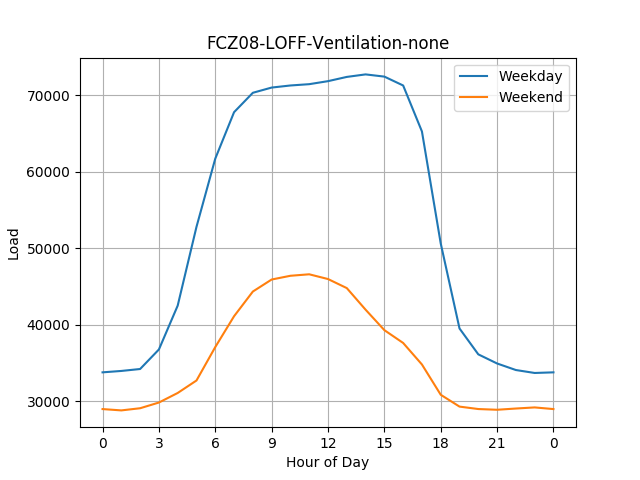 FCZ08-LOFF-Ventilation-none
Weekday
Weekend
70000
60000
50000
40000
30000
Load
0 3 6 9 12 15 18 21 0
Hour of Day